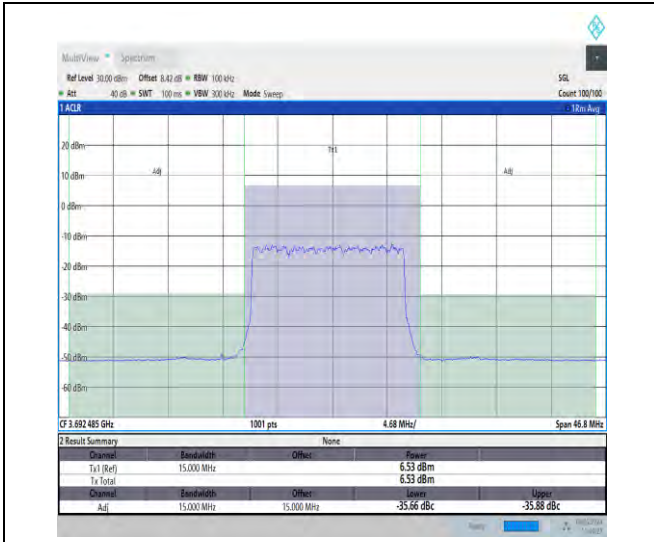 MultiView Spectrum
Ref Level 30.00 dBm Offset 8.42 dB RBW 100 kHz SGL
Att 40 dB SWT 100 ms VBW 300 kHz Mode Sweep Count 100/100
1 ACLR 1Rm Avg
20 dBm
Tx1
Adj Adj
10 dBm
0 dBm
-10 dBm
-20 dBm
-30 dBm
-40 dBm
-50 dBm
-60 dBm
CF 3.692 485 GHz 1001 pts 4.68 MHz/ Span 46.8 MHz
2 Result Summary None
Channel Bandwidth Offset Power
Tx1 (Ref) 15.000 MHz 6.53 dBm
Tx Total 6.53 dBm
Channel Bandwidth Offset Lower Upper
Adj 15.000 MHz 15.000 MHz -35.66 dBc -35.88 dBc